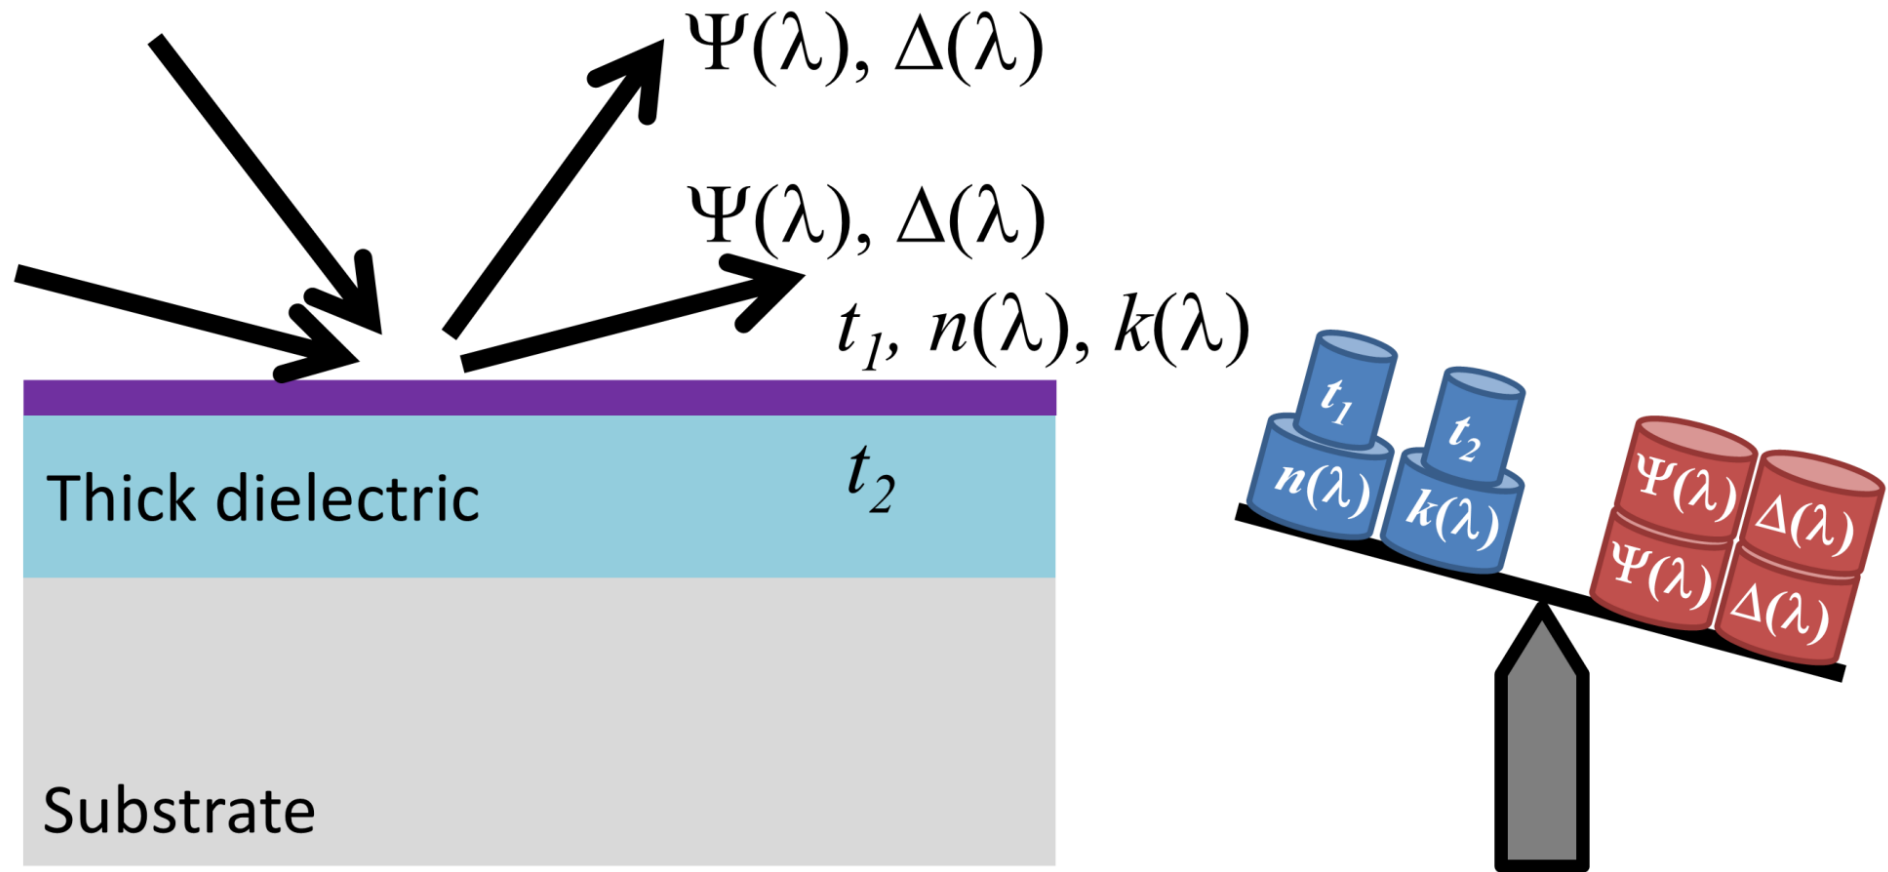 Ψ(λ), Δ(λ)
Ψ(λ), Δ(λ)
t₁, n(λ), k(λ)
Thick dielectric
t₂
Substrate
t₁
t₂
n(λ)
k(λ)
Ψ(λ)
Δ(λ)
Ψ(λ)
Δ(λ)